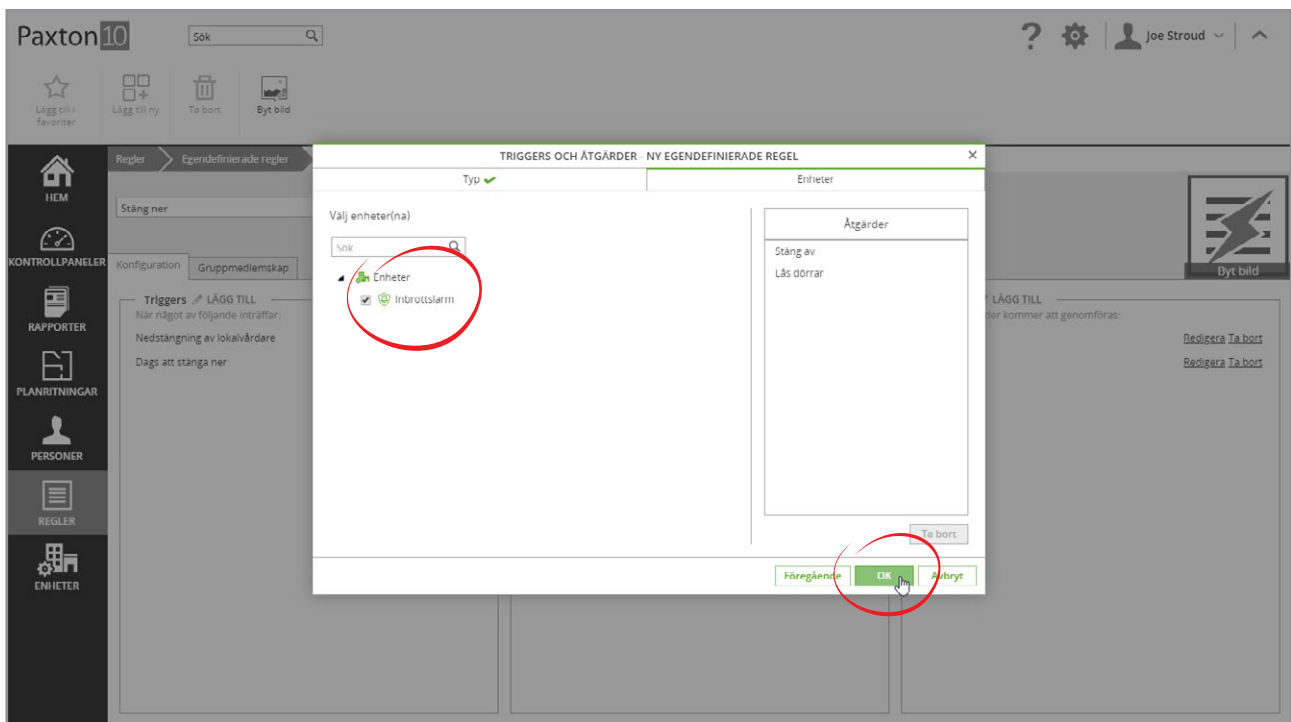 Paxton10
Sök
Joe Stroud
Lägg till i
favoriter
Lägg till ny
Ta bort
Byt bild
HEM
KONTROLLPANELER
RAPPORTER
PLANRITNINGAR
PERSONER
REGLER
ENHETER
Regler
Egendefinierade regler
Stäng ner
Konfiguration
Gruppmedlemskap
Triggers LÄGG TILL
När något av följande inträffar:
Nedstängning av lokalvårdare
Dags att stänga ner
TRIGGERS OCH ÅTGÄRDER - NY EGENDEFINIERADE REGEL
Typ
Enheter
Välj enheter(na)
Sök
Enheter
Inbrottslarm
Åtgärder
Stäng av
Lås dörrar
Ta bort
Föregående
OK
Avbryt
Byt bild
LÄGG TILL
der kommer att genomföras:
Redigera Ta bort
Redigera Ta bort